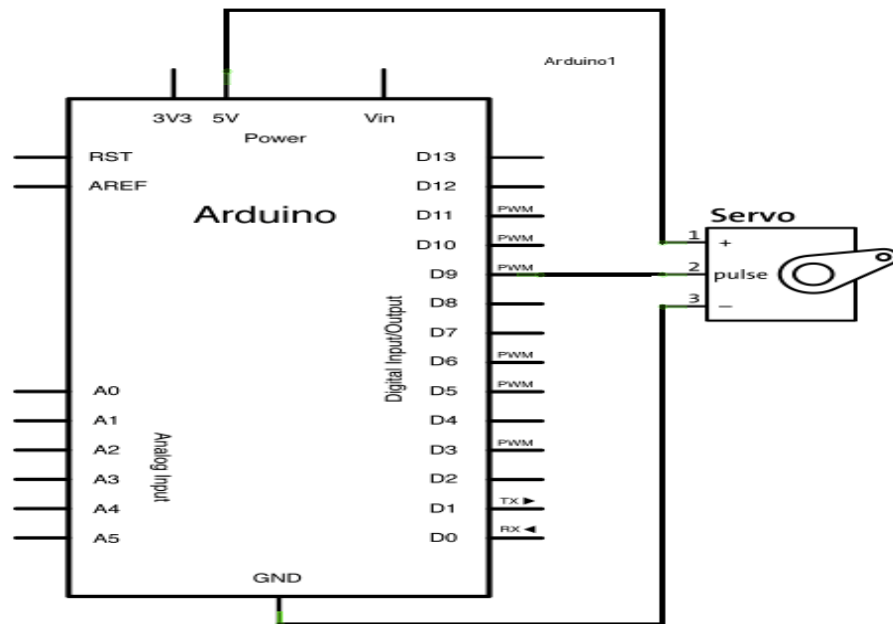 Arduino1
3V3 5V Vin
Power
RST D13
AREF D12
Arduino
D11 PWM
D10 PWM
D9 PWM
D8
D7
D6 PWM
A0 D5 PWM
A1 D4
A2 D3 PWM
A3 D2
A4 D1 TX ▶
A5 D0 RX ◀
Analog Input
Digital Input/Output
GND
Servo
1 +
2 pulse
3 −